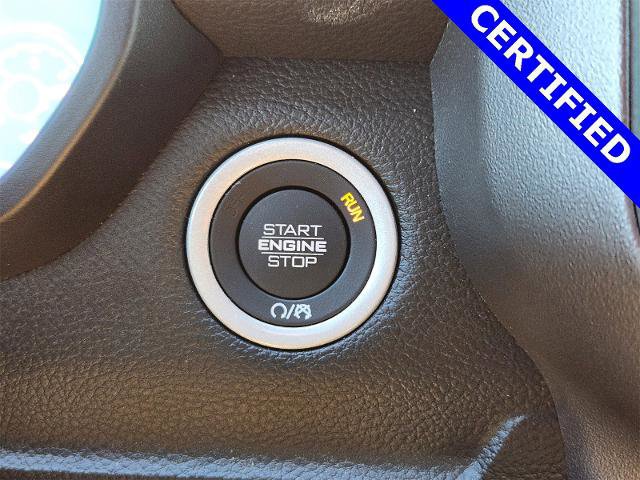 CERTIFIED
RUN
START
ENGINE
STOP